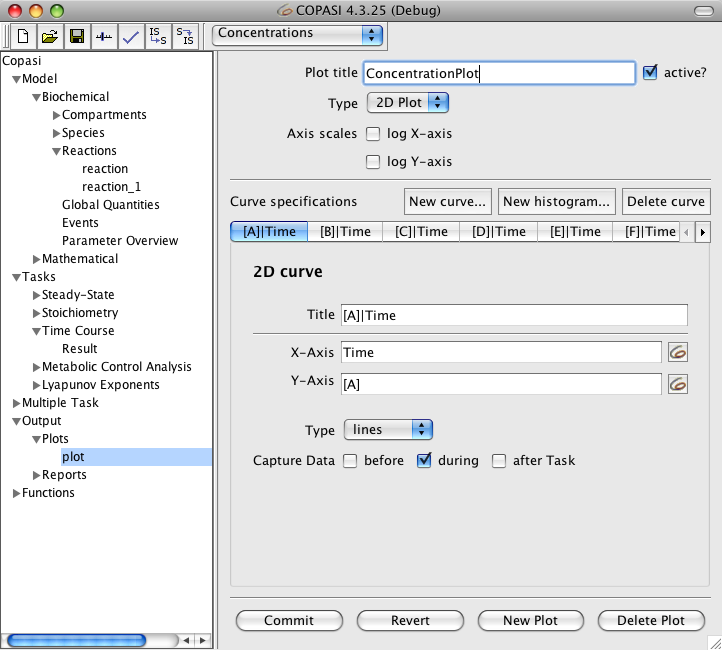 COPASI 4.3.25 (Debug)
IS S S IS Concentrations
Copasi
Model
Biochemical
Compartments
Species
Reactions
reaction
reaction_1
Global Quantities
Events
Parameter Overview
Mathematical
Tasks
Steady-State
Stoichiometry
Time Course
Result
Metabolic Control Analysis
Lyapunov Exponents
Multiple Task
Output
Plots
plot
Reports
Functions
Plot title ConcentrationPlot active?
Type 2D Plot
Axis scales log X-axis
log Y-axis
Curve specifications New curve... New histogram... Delete curve
[A]|Time [B]|Time [C]|Time [D]|Time [E]|Time [F]|Time
2D curve
Title [A]|Time
X-Axis Time
Y-Axis [A]
Type lines
Capture Data before during after Task
Commit Revert New Plot Delete Plot